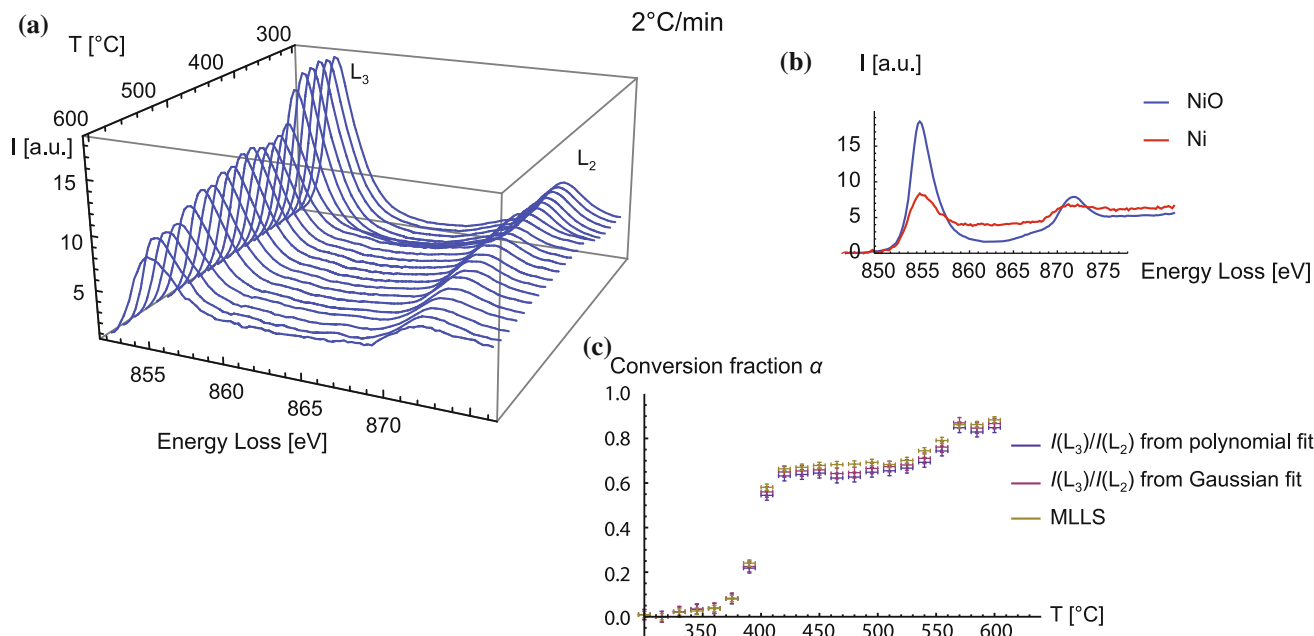 2°C/min
(a)
T [°C]
300
400
500
600
I [a.u.]
15
10
5
L3
L2
855
860
865
870
Energy Loss [eV]
(b)
I [a.u.]
15
10
5
0
850 855 860 865 870 875
Energy Loss [eV]
NiO
Ni
(c)
Conversion fraction α
1.0
0.8
0.6
0.4
0.2
0.0
350 400 450 500 550 600
T [°C]
I(L3)/I(L2) from polynomial fit
I(L3)/I(L2) from Gaussian fit
MLLS